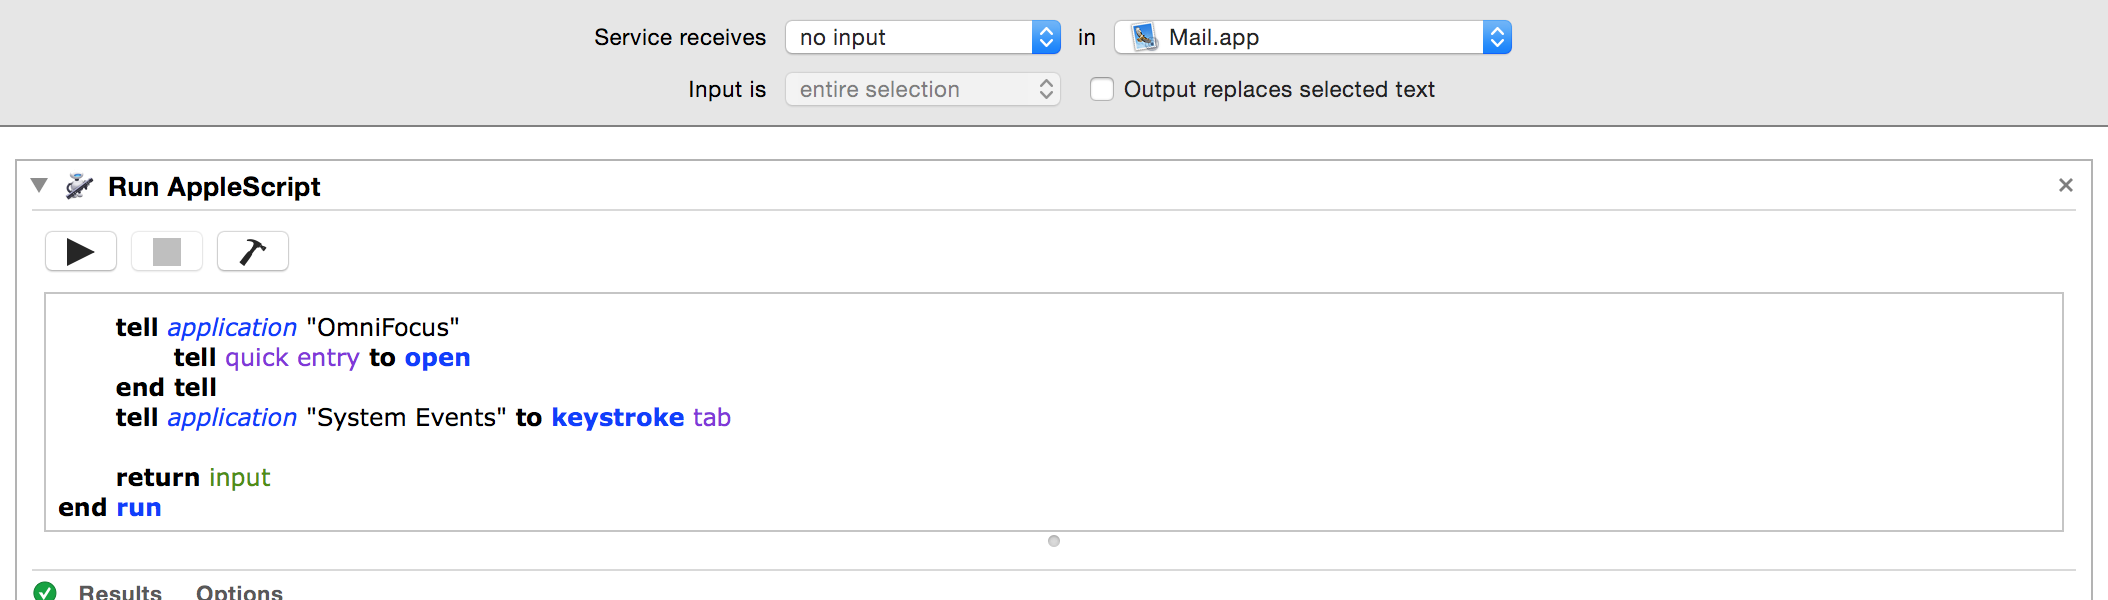 Service receives no input in Mail.app
Input is entire selection Output replaces selected text
Run AppleScript
tell application "OmniFocus"
tell quick entry to open
end tell
tell application "System Events" to keystroke tab
return input
end run
Results Options